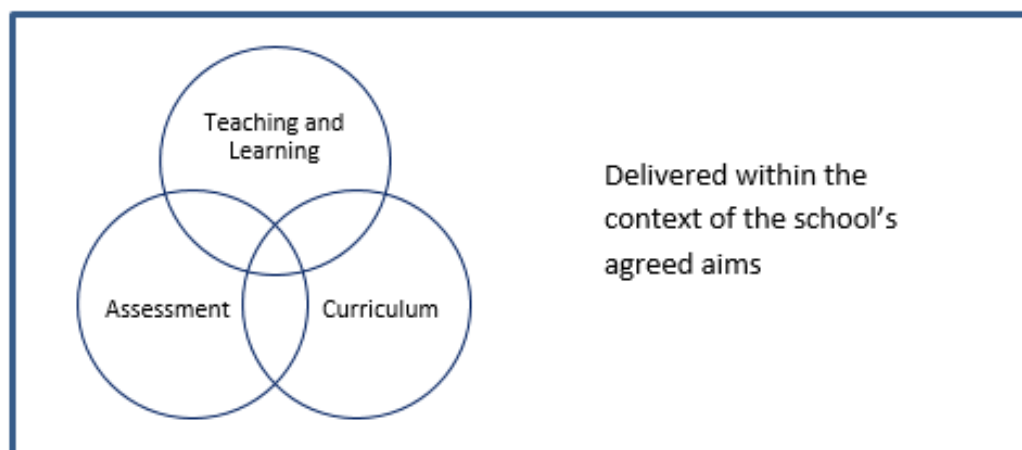 Teaching and
Learning
Assessment
Curriculum
Delivered within the
context of the school’s
agreed aims